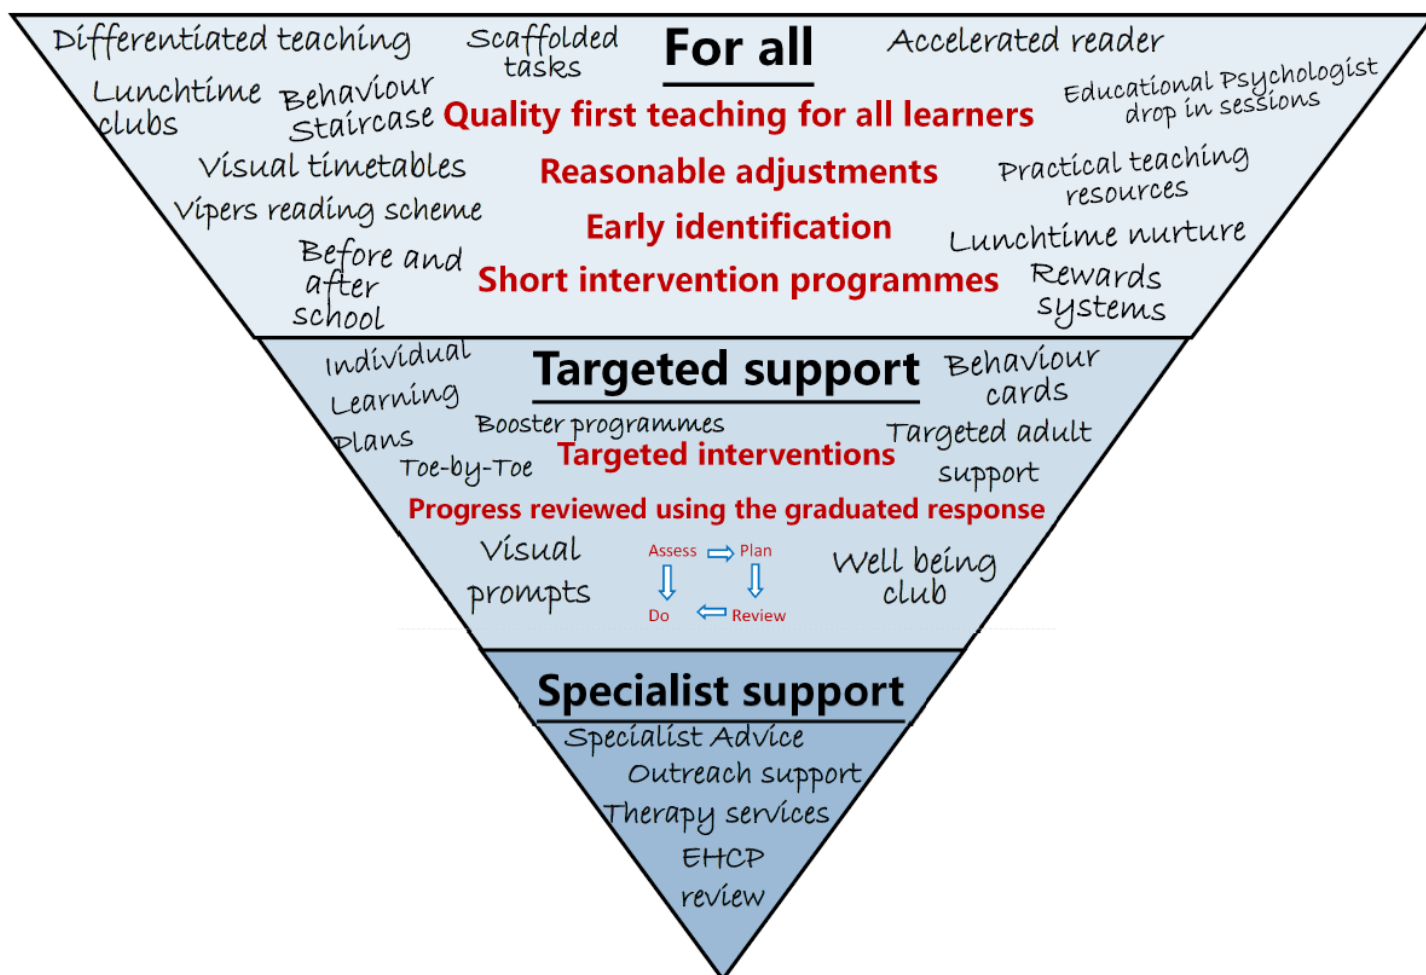 For all
Differentiated teaching
Scaffolded
tasks
Accelerated reader
Lunchtime
clubs
Behaviour
Staircase
Quality first teaching for all learners
Educational Psychologist
drop in sessions
Visual timetables
Reasonable adjustments
Practical teaching
resources
Vipers reading scheme
Early identification
Lunchtime nurture
Before and
after
school
Short intervention programmes
Rewards
systems
Targeted support
Individual
Learning
Plans
Behaviour
cards
Booster programmes
Targeted adult
support
Toe-by-Toe
Targeted interventions
Progress reviewed using the graduated response
Visual
prompts
Assess
Plan
Do
Review
Well being
club
Specialist support
Specialist Advice
Outreach support
Therapy services
EHCP
review